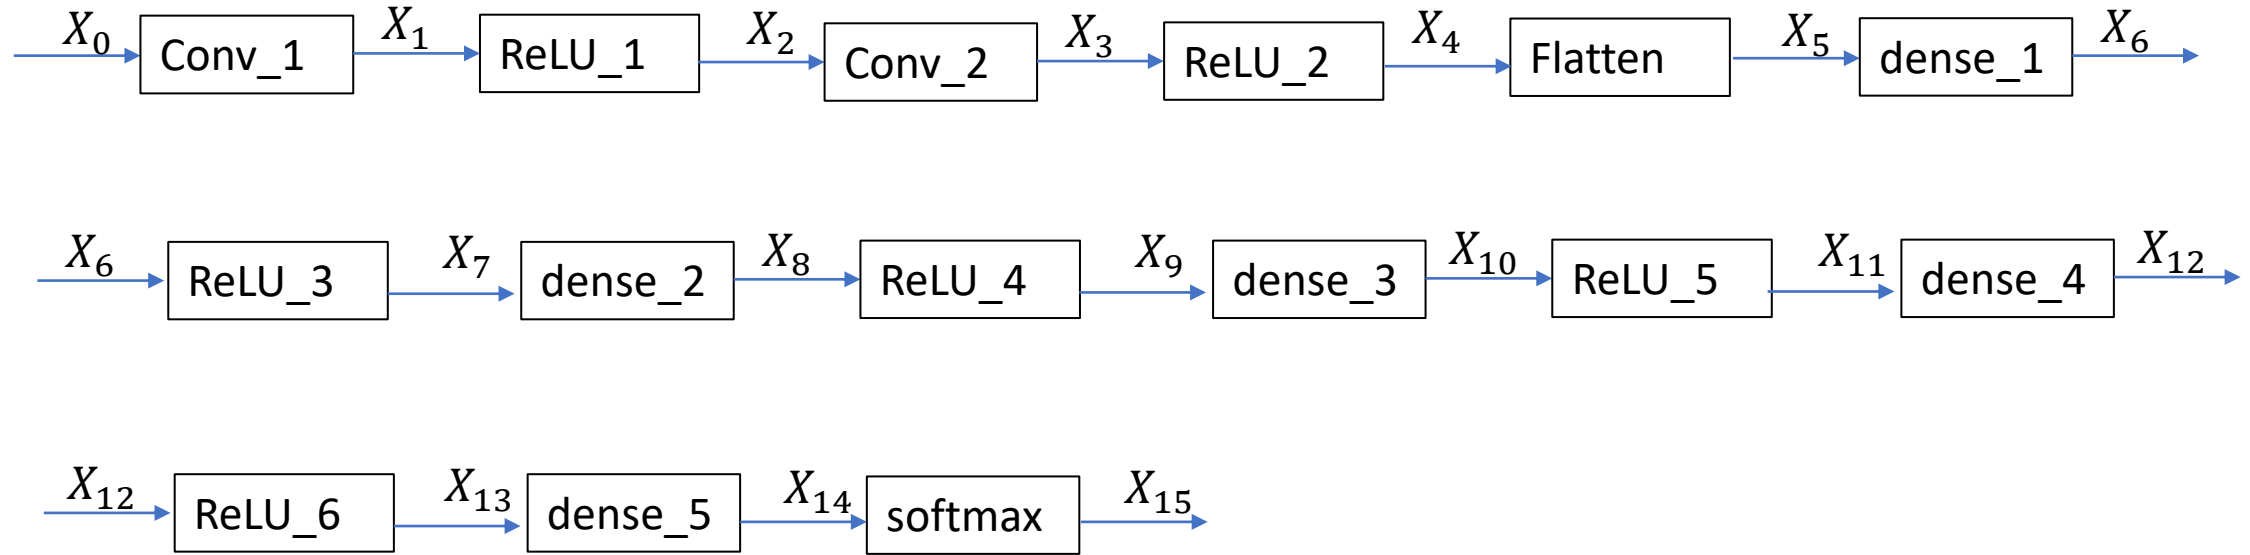 X₀ Conv_1 X₁ ReLU_1 X₂ Conv_2 X₃ ReLU_2 X₄ Flatten X₅ dense_1 X₆
X₆ ReLU_3 X₇ dense_2 X₈ ReLU_4 X₉ dense_3 X₁₀ ReLU_5 X₁₁ dense_4 X₁₂
X₁₂ ReLU_6 X₁₃ dense_5 X₁₄ softmax X₁₅